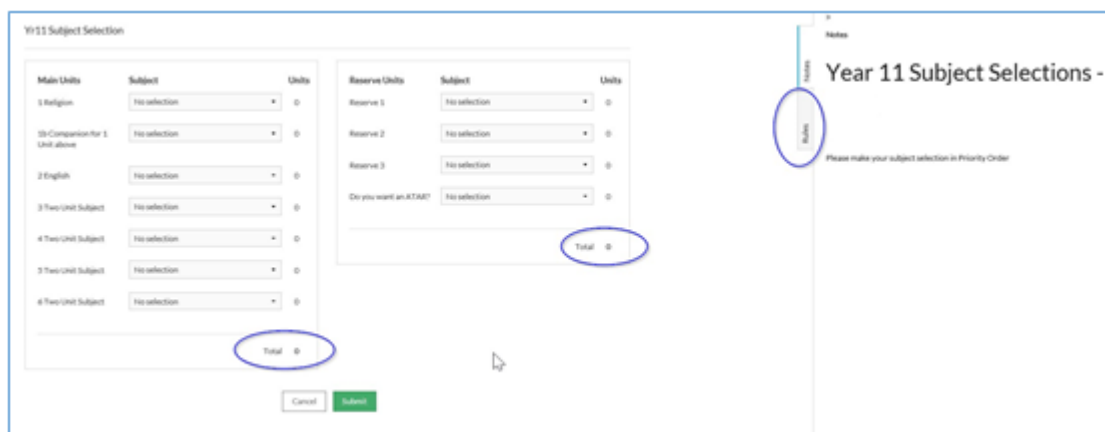 Yr11 Subject Selection
Main Units Subject Units
1 Religion No selection 0
1b Companion for 1 Unit above No selection 0
2 English No selection 0
3 Two Unit Subject No selection 0
4 Two Unit Subject No selection 0
5 Two Unit Subject No selection 0
6 Two Unit Subject No selection 0
Total 0
Reserve Units Subject Units
Reserve 1 No selection 0
Reserve 2 No selection 0
Reserve 3 No selection 0
Do you want an ATAR? No selection 0
Total 0
Cancel Submit
Notes
Rules
>
Notes
Year 11 Subject Selections -
Please make your subject selection in Priority Order